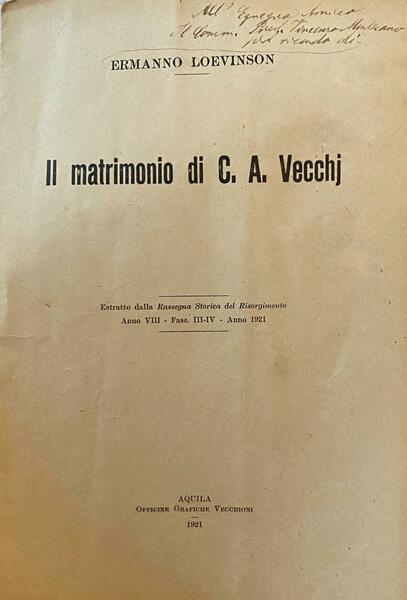 All' Egregio Amico
Il Comm. Prof. Vincenzo
per ricordo di
ERMANNO LOEVINSON
Il matrimonio di C. A. Vecchj
Estratto dalla Rassegna Storica del Risorgimento
Anno VIII - Fasc. III-IV - Anno 1921
AQUILA
OFFICINE GRAFICHE VECCHIONI
1921